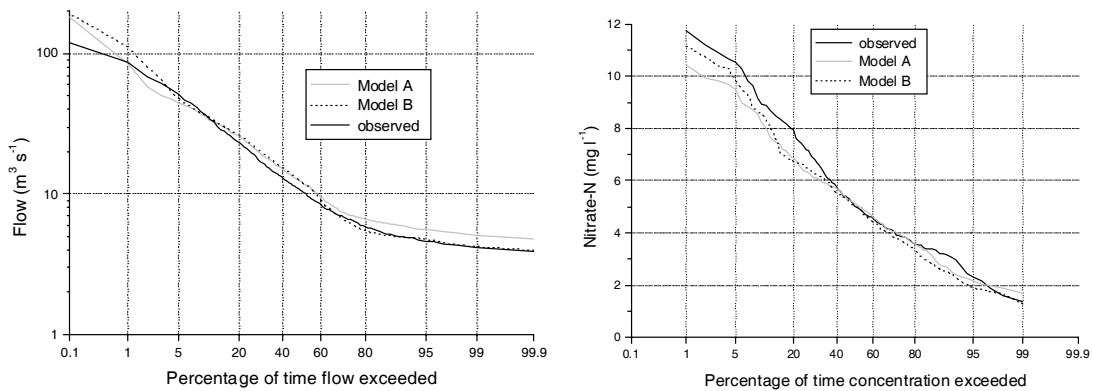 100
10
1
Flow (m³ s⁻¹)
Model A
Model B
observed
0.1 1 5 20 40 60 80 95 99 99.9
Percentage of time flow exceeded
12
10
8
6
4
2
0
Nitrate-N (mg l⁻¹)
observed
Model A
Model B
0.1 1 5 20 40 60 80 95 99 99.9
Percentage of time concentration exceeded